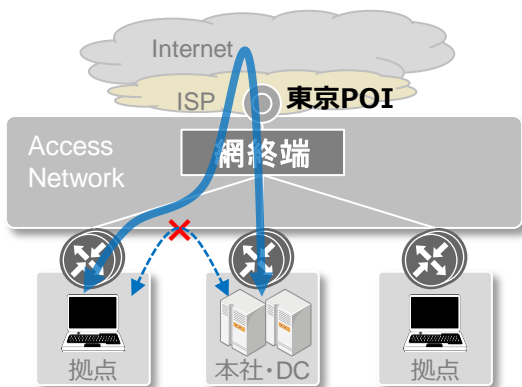 Internet
ISP
東京POI
Access
Network
網終端
拠点
本社・DC
拠点